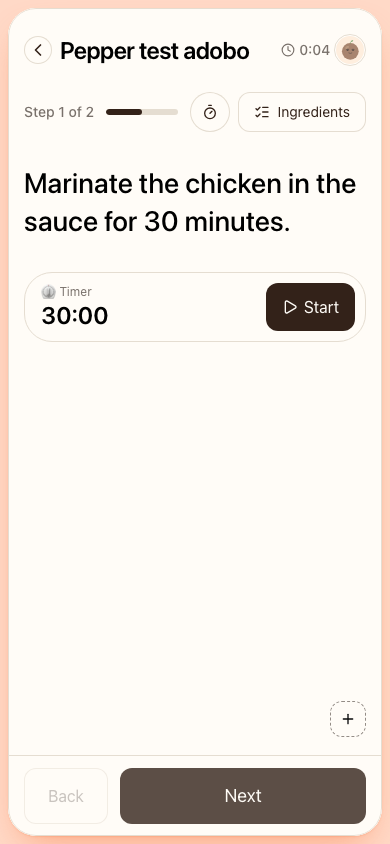 Pepper test adobo
0:04
Step 1 of 2
Ingredients
Marinate the chicken in the
sauce for 30 minutes.
Timer
30:00
Start
Back
Next